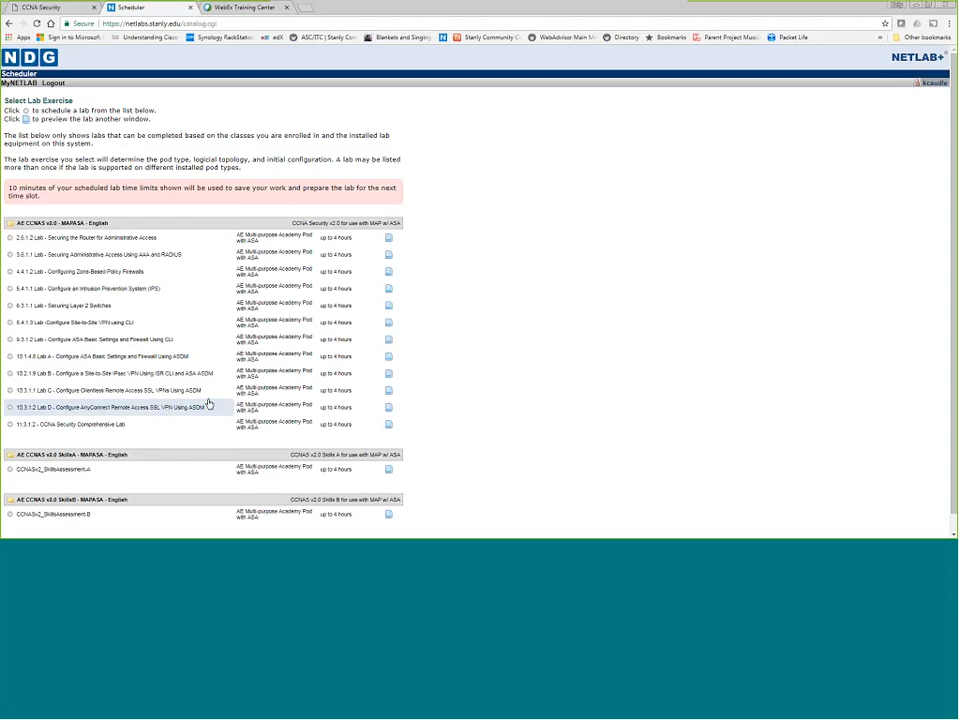 CCNA Security
Scheduler
WebEx Training Center
Secure https://netlabs.stanly.edu/catalog.cgi
Apps Sign in to Microsoft Understanding Cisco Synology RackStation edX ASC/ITC | Stanly Com Blankets and Singing Stanly Community C WebAdvisor Main M Directory Bookmarks Parent Project Musc Packet Life » Other bookmarks
NDG
NETLAB+
Scheduler
MyNETLAB Logout
kcaudle
Select Lab Exercise
Click to schedule a lab from the list below.
Click to preview the lab another window.
The list below only shows labs that can be completed based on the classes you are enrolled in and the installed lab
equipment on this system.
The lab exercise you select will determine the pod type, logicial topology, and initial configuration. A lab may be listed
more than once if the lab is supported on different installed pod types.
10 minutes of your scheduled lab time limits shown will be used to save your work and prepare the lab for the next
time slot.
AE CCNAS v2.0 - MAPASA - English CCNA Security v2.0 for use with MAP w/ ASA
2.6.1.2 Lab - Securing the Router for Administrative Access AE Multi-purpose Academy Pod with ASA up to 4 hours
3.6.1.1 Lab - Securing Administrative Access Using AAA and RADIUS AE Multi-purpose Academy Pod with ASA up to 4 hours
4.4.1.2 Lab - Configuring Zone-Based Policy Firewalls AE Multi-purpose Academy Pod with ASA up to 4 hours
5.4.1.1 Lab - Configure an Intrusion Prevention System (IPS) AE Multi-purpose Academy Pod with ASA up to 4 hours
6.3.1.1 Lab - Securing Layer 2 Switches AE Multi-purpose Academy Pod with ASA up to 4 hours
8.4.1.3 Lab -Configure Site-to-Site VPN using CLI AE Multi-purpose Academy Pod with ASA up to 4 hours
9.3.1.2 Lab - Configure ASA Basic Settings and Firewall Using CLI AE Multi-purpose Academy Pod with ASA up to 4 hours
10.1.4.8 Lab A - Configure ASA Basic Settings and Firewall Using ASDM AE Multi-purpose Academy Pod with ASA up to 4 hours
10.2.1.9 Lab B - Configure a Site-to-Site IPsec VPN Using ISR CLI and ASA ASDM AE Multi-purpose Academy Pod with ASA up to 4 hours
10.3.1.1 Lab C - Configure Clientless Remote Access SSL VPNs Using ASDM AE Multi-purpose Academy Pod with ASA up to 4 hours
10.3.1.2 Lab D - Configure AnyConnect Remote Access SSL VPN Using ASDM AE Multi-purpose Academy Pod with ASA up to 4 hours
11.3.1.2 - CCNA Security Comprehensive Lab AE Multi-purpose Academy Pod with ASA up to 4 hours
AE CCNAS v2.0 SkillsA - MAPASA - English CCNAS v2.0 Skills A for use with MAP w/ ASA
CCNASv2_SkillsAssessment-A AE Multi-purpose Academy Pod with ASA up to 4 hours
AE CCNAS v2.0 SkillsB - MAPASA - English CCNAS v2.0 Skills B for use with MAP w/ ASA
CCNASv2_SkillsAssessment-B AE Multi-purpose Academy Pod with ASA up to 4 hours